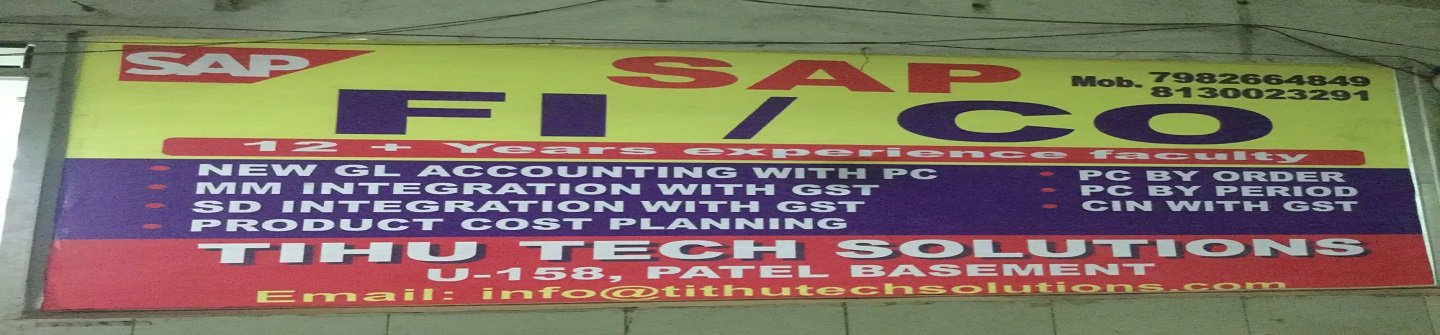 SAP
SAP
Mob. 7982664849
8130023291
FI / CO
12 + Years experience faculty
• NEW GL ACCOUNTING WITH PC
• MM INTEGRATION WITH GST
• SD INTEGRATION WITH GST
• PRODUCT COST PLANNING
• PC BY ORDER
• PC BY PERIOD
• CIN WITH GST
TIHU TECH SOLUTIONS
U-158, PATEL BASEMENT
Email: info@tithutechsolutions.com